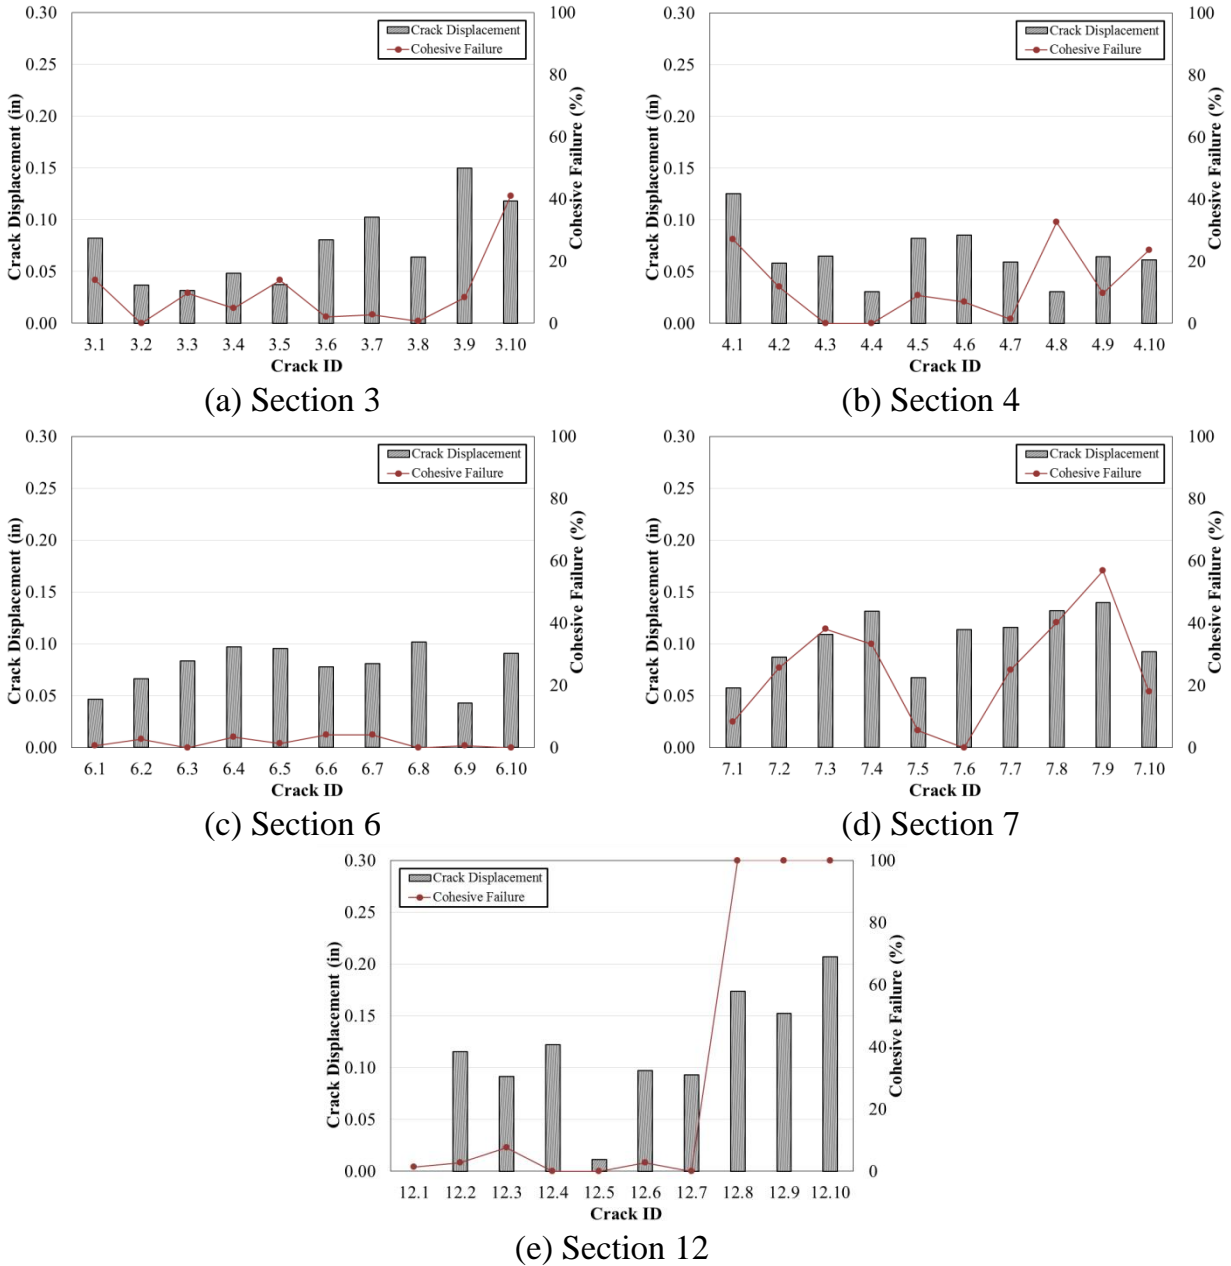 0.30
0.25
0.20
0.15
0.10
0.05
0.00
Crack Displacement (in)
100
80
60
40
20
0
Cohesive Failure (%)
Crack Displacement
Cohesive Failure
3.1 3.2 3.3 3.4 3.5 3.6 3.7 3.8 3.9 3.10
Crack ID
(a) Section 3
0.30
0.25
0.20
0.15
0.10
0.05
0.00
Crack Displacement (in)
100
80
60
40
20
0
Cohesive Failure (%)
Crack Displacement
Cohesive Failure
4.1 4.2 4.3 4.4 4.5 4.6 4.7 4.8 4.9 4.10
Crack ID
(b) Section 4
0.30
0.25
0.20
0.15
0.10
0.05
0.00
Crack Displacement (in)
100
80
60
40
20
0
Cohesive Failure (%)
Crack Displacement
Cohesive Failure
6.1 6.2 6.3 6.4 6.5 6.6 6.7 6.8 6.9 6.10
Crack ID
(c) Section 6
0.30
0.25
0.20
0.15
0.10
0.05
0.00
Crack Displacement (in)
100
80
60
40
20
0
Cohesive Failure (%)
Crack Displacement
Cohesive Failure
7.1 7.2 7.3 7.4 7.5 7.6 7.7 7.8 7.9 7.10
Crack ID
(d) Section 7
0.30
0.25
0.20
0.15
0.10
0.05
0.00
Crack Displacement (in)
100
80
60
40
20
0
Cohesive Failure (%)
Crack Displacement
Cohesive Failure
12.1 12.2 12.3 12.4 12.5 12.6 12.7 12.8 12.9 12.10
Crack ID
(e) Section 12